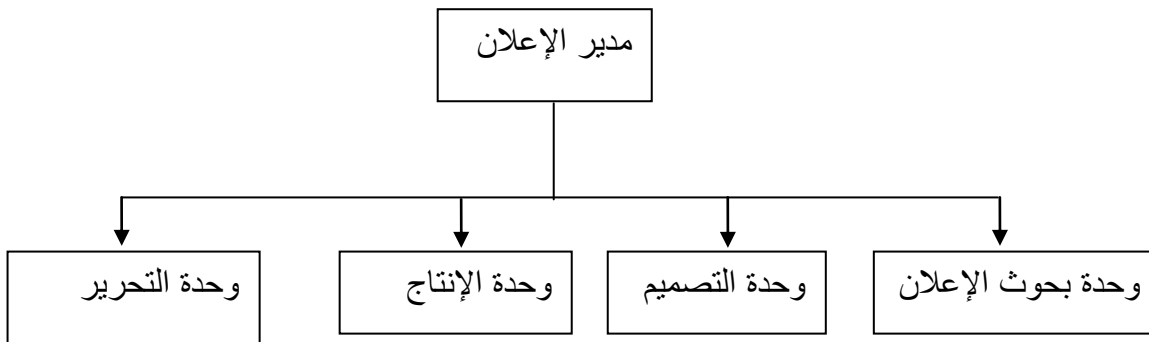 مدير الإعلان
وحدة بحوث الإعلان
وحدة التصميم
وحدة الإنتاج
وحدة التحرير